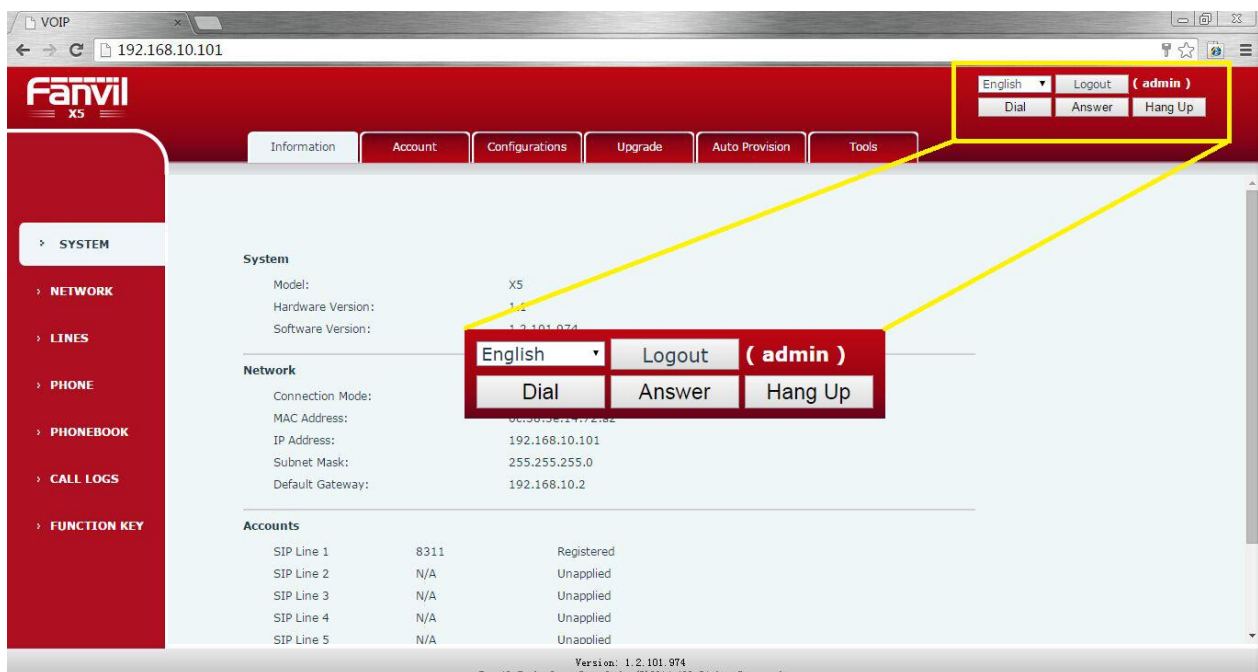 VOIP
192.168.10.101
Fanvil
X5
English Logout ( admin )
Dial Answer Hang Up
Information Account Configurations Upgrade Auto Provision Tools
SYSTEM
NETWORK
LINES
PHONE
PHONEBOOK
CALL LOGS
FUNCTION KEY
System
Model: X5
Hardware Version:
Software Version: 1.2.101.974
English Logout ( admin )
Dial Answer Hang Up
Network
Connection Mode:
MAC Address:
IP Address: 192.168.10.101
Subnet Mask: 255.255.255.0
Default Gateway: 192.168.10.2
Accounts
SIP Line 1 8311 Registered
SIP Line 2 N/A Unapplied
SIP Line 3 N/A Unapplied
SIP Line 4 N/A Unapplied
SIP Line 5 N/A Unapplied
Version: 1.2.101.974